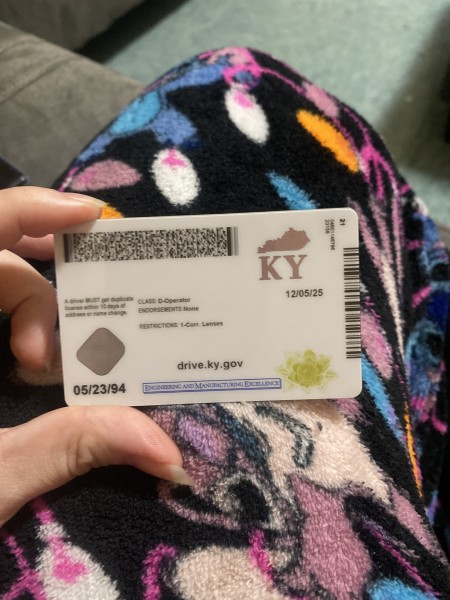 21
KY
12/05/25
A driver MUST get duplicate
license within 10 days of
address or name change.
CLASS: D-Operator
ENDORSEMENTS: None
RESTRICTIONS: 1-Corr. Lenses
drive.ky.gov
05/23/94
ENGINEERING AND MANUFACTURING EXCELLENCE